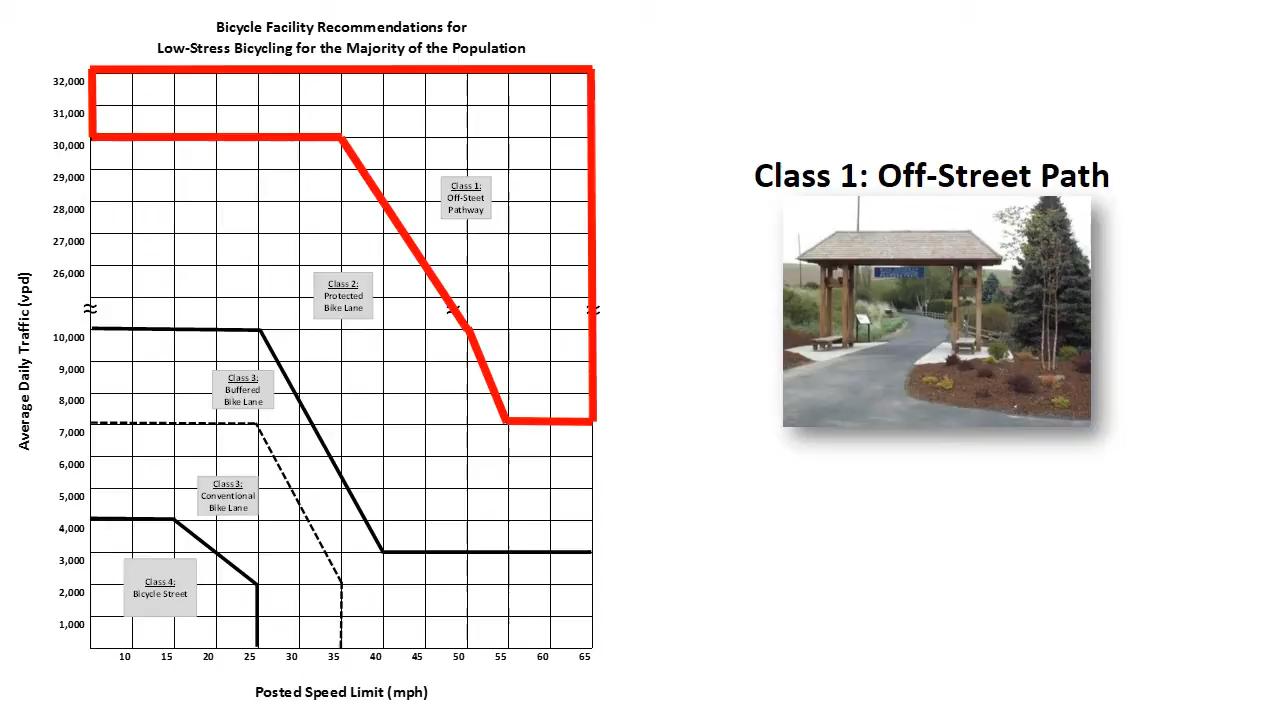 Bicycle Facility Recommendations for
Low-Stress Bicycling for the Majority of the Population
Average Daily Traffic (vpd)
32,000
31,000
30,000
29,000
28,000
27,000
26,000
10,000
9,000
8,000
7,000
6,000
5,000
4,000
3,000
2,000
1,000
Class 1:
Off-Steet
Pathway
Class 2:
Protected
Bike Lane
Class 3:
Buffered
Bike Lane
Class3:
Conventional
Bike Lane
Class 4:
Bicycle Street
10 15 20 25 30 35 40 45 50 55 60 65
Posted Speed Limit (mph)
Class 1: Off-Street Path